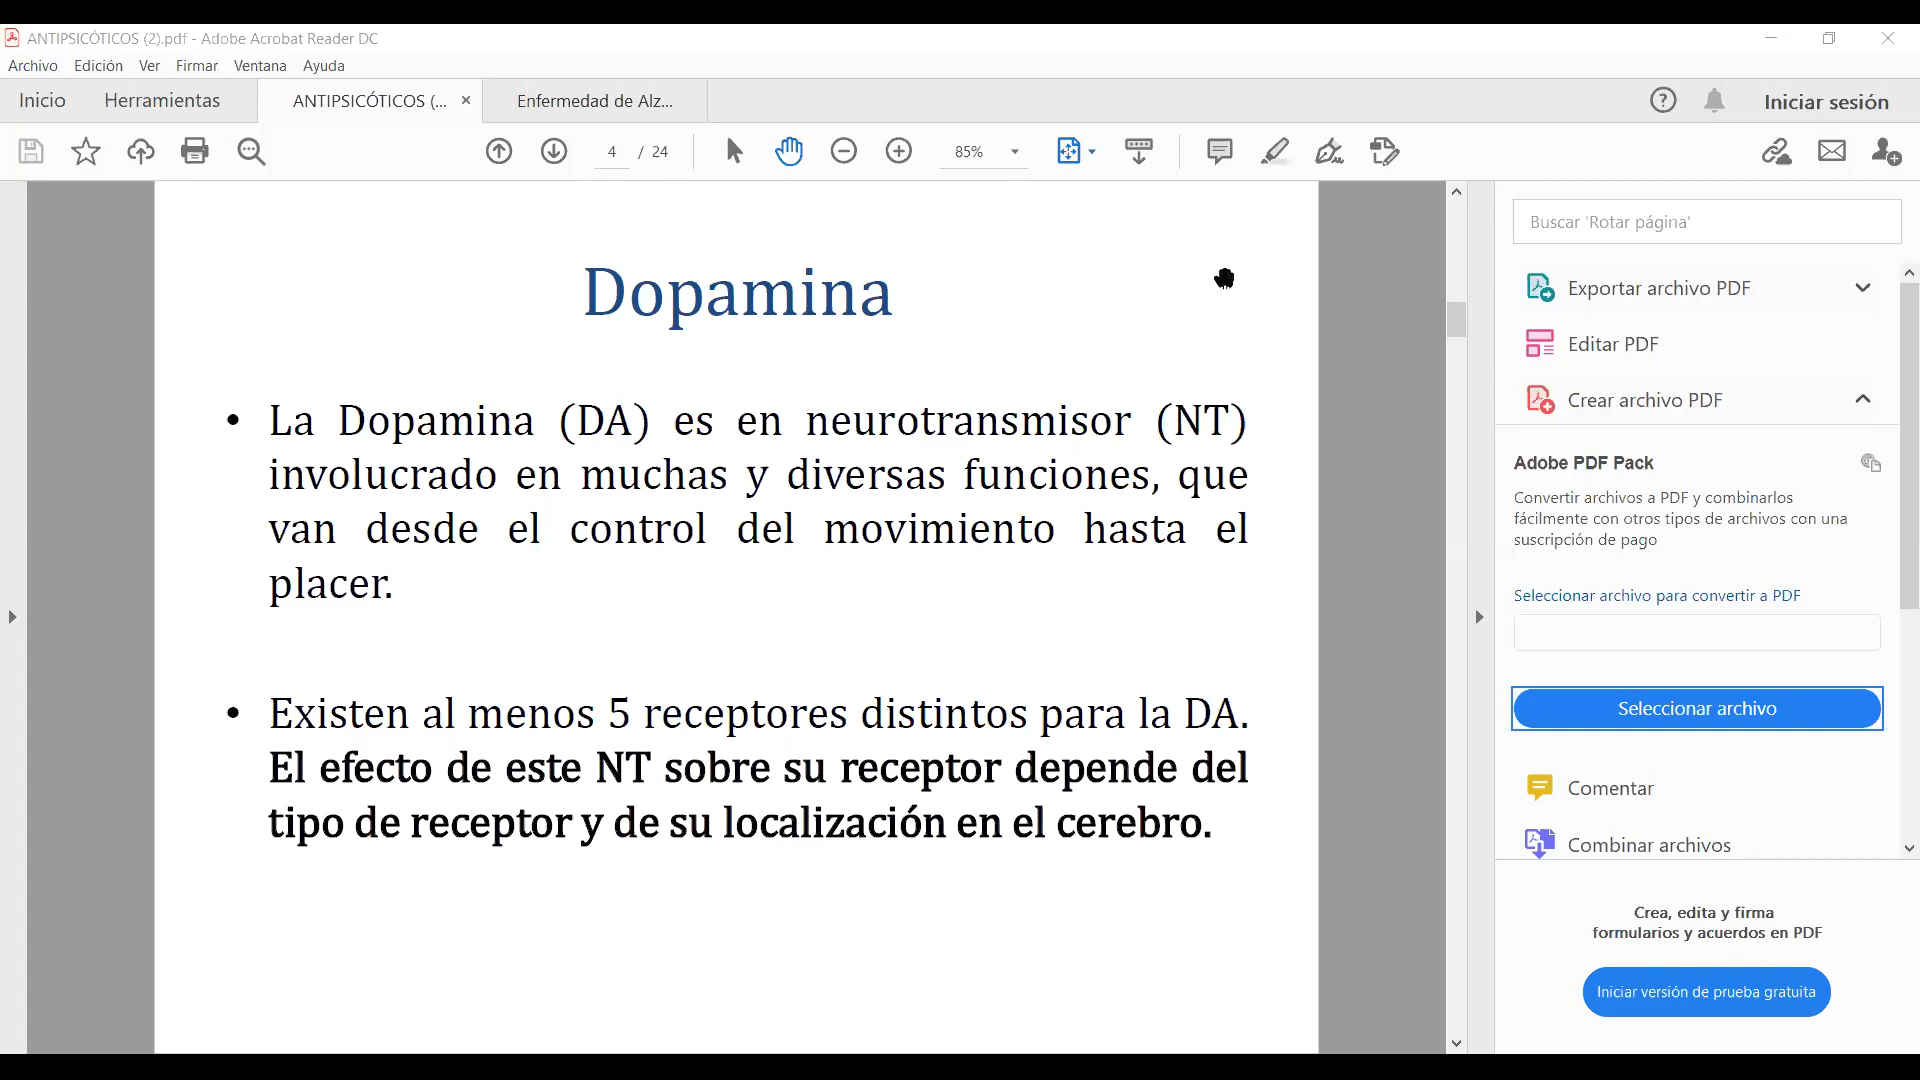 ANTIPSICÓTICOS (2).pdf - Adobe Acrobat Reader DC
Archivo Edición Ver Firmar Ventana Ayuda
Inicio Herramientas ANTIPSICÓTICOS (... × Enfermedad de Alz... Iniciar sesión
4 / 24 85%
Dopamina
• La Dopamina (DA) es en neurotransmisor (NT)
involucrado en muchas y diversas funciones, que
van desde el control del movimiento hasta el
placer.
• Existen al menos 5 receptores distintos para la DA.
El efecto de este NT sobre su receptor depende del
tipo de receptor y de su localización en el cerebro.
Buscar 'Rotar página'
Exportar archivo PDF
Editar PDF
Crear archivo PDF
Adobe PDF Pack
Convertir archivos a PDF y combinarlos
fácilmente con otros tipos de archivos con una
suscripción de pago
Seleccionar archivo para convertir a PDF
Seleccionar archivo
Comentar
Combinar archivos
Crea, edita y firma
formularios y acuerdos en PDF
Iniciar versión de prueba gratuita